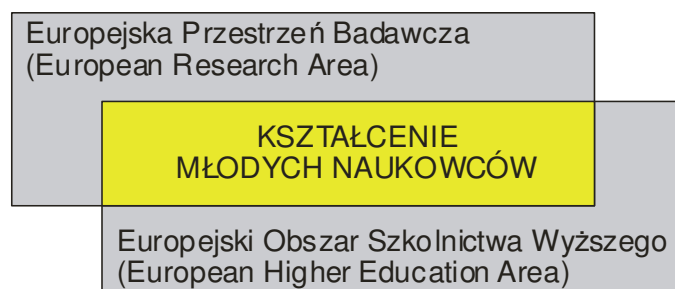 Europejska Przestrzeń Badawcza
(European Research Area)
KSZTAŁCENIE
MŁODYCH NAUKOWCÓW
Europejski Obszar Szkolnictwa Wyższego
(European Higher Education Area)